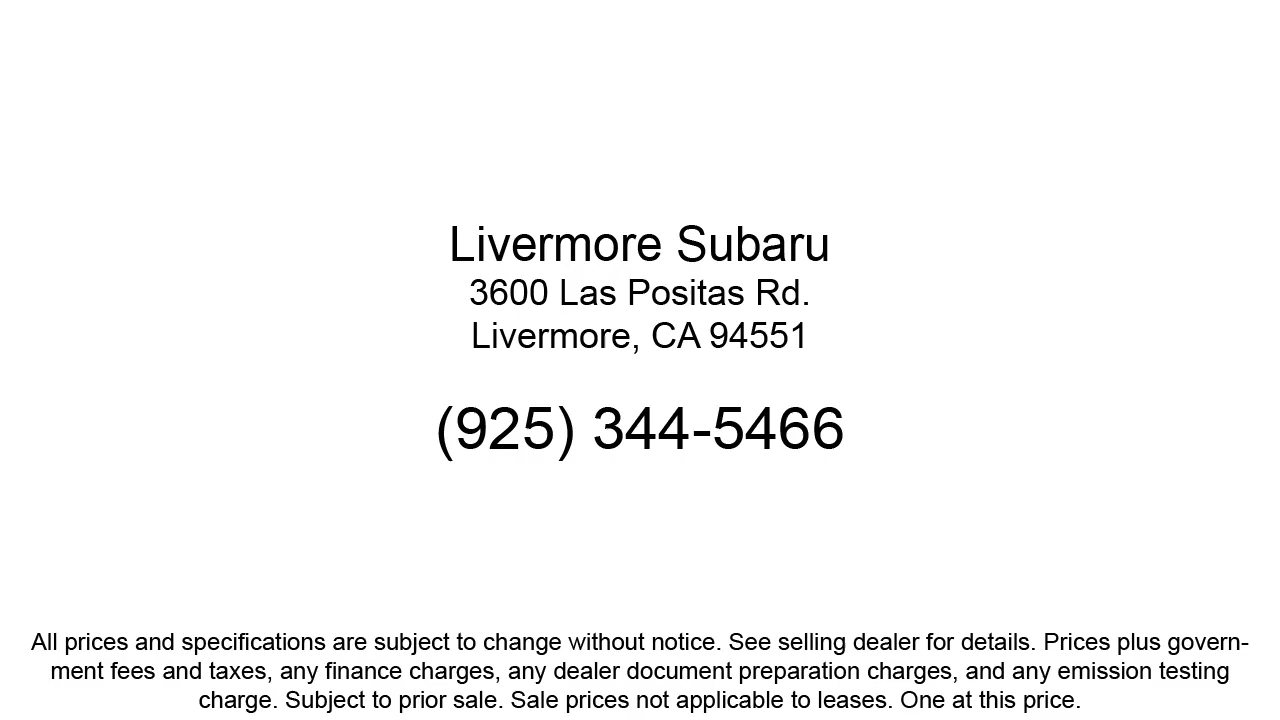 Livermore Subaru
3600 Las Positas Rd.
Livermore, CA 94551
(925) 344-5466
All prices and specifications are subject to change without notice. See selling dealer for details. Prices plus govern-
ment fees and taxes, any finance charges, any dealer document preparation charges, and any emission testing
charge. Subject to prior sale. Sale prices not applicable to leases. One at this price.